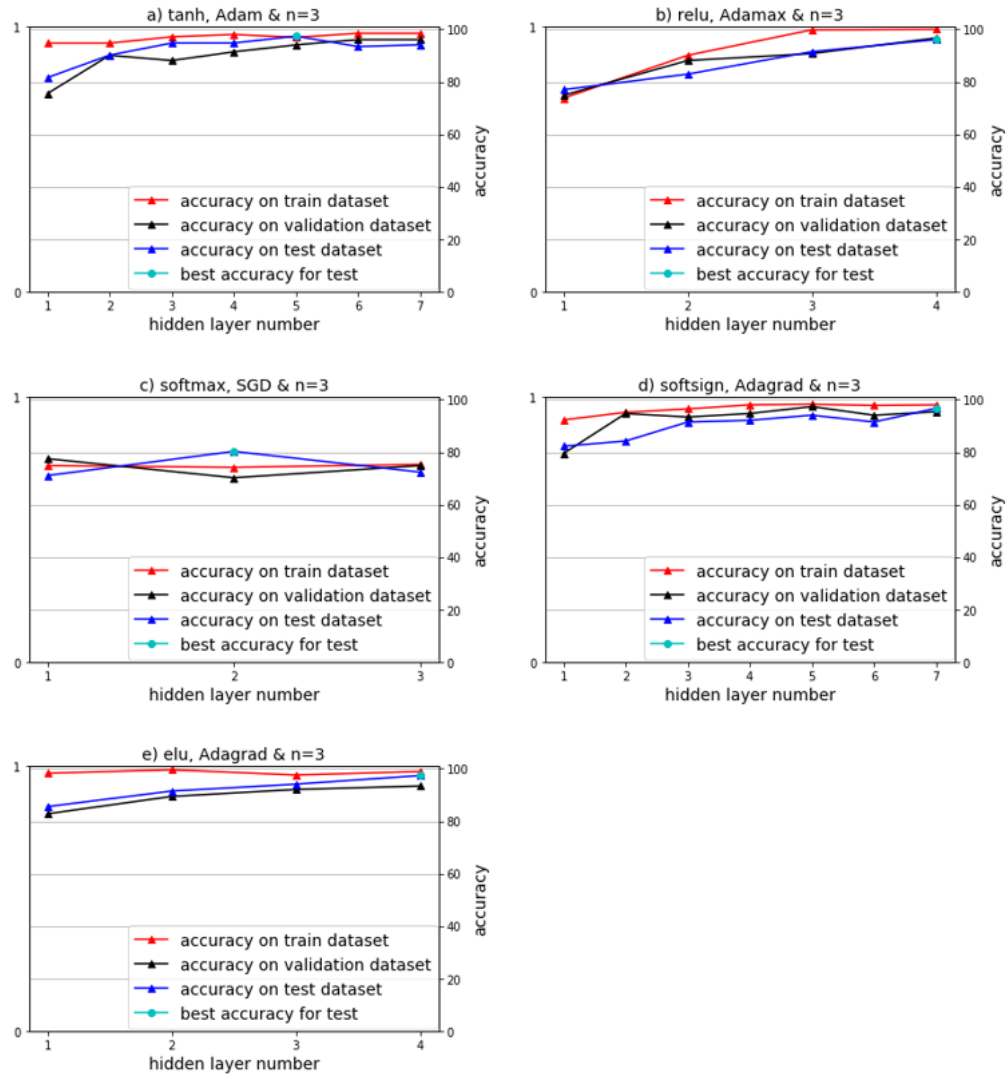 a) tanh, Adam & n=3
1
0
100
80
60
40
20
0
accuracy
accuracy on train dataset
accuracy on validation dataset
accuracy on test dataset
best accuracy for test
1 2 3 4 5 6 7
hidden layer number
b) relu, Adamax & n=3
1
0
100
80
60
40
20
0
accuracy
accuracy on train dataset
accuracy on validation dataset
accuracy on test dataset
best accuracy for test
1 2 3 4
hidden layer number
c) softmax, SGD & n=3
1
0
100
80
60
40
20
0
accuracy
accuracy on train dataset
accuracy on validation dataset
accuracy on test dataset
best accuracy for test
1 2 3
hidden layer number
d) softsign, Adagrad & n=3
1
0
100
80
60
40
20
0
accuracy
accuracy on train dataset
accuracy on validation dataset
accuracy on test dataset
best accuracy for test
1 2 3 4 5 6 7
hidden layer number
e) elu, Adagrad & n=3
1
0
100
80
60
40
20
0
accuracy
accuracy on train dataset
accuracy on validation dataset
accuracy on test dataset
best accuracy for test
1 2 3 4
hidden layer number